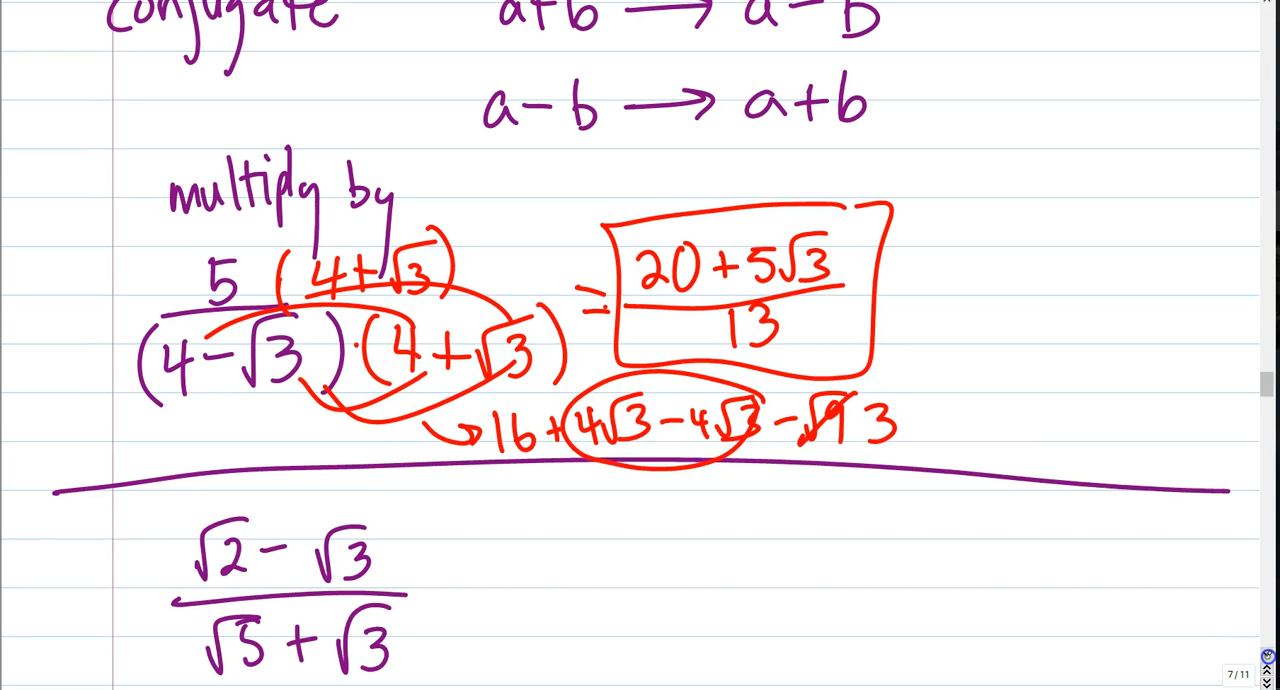 conjugate a+b → a-b
a-b → a+b
multiply by
5 (4+√3) = 20+5√3
(4-√3)·(4+√3) 13
→ 16+4√3-4√3-√9 3
√2 - √3
√5 + √3
7/11